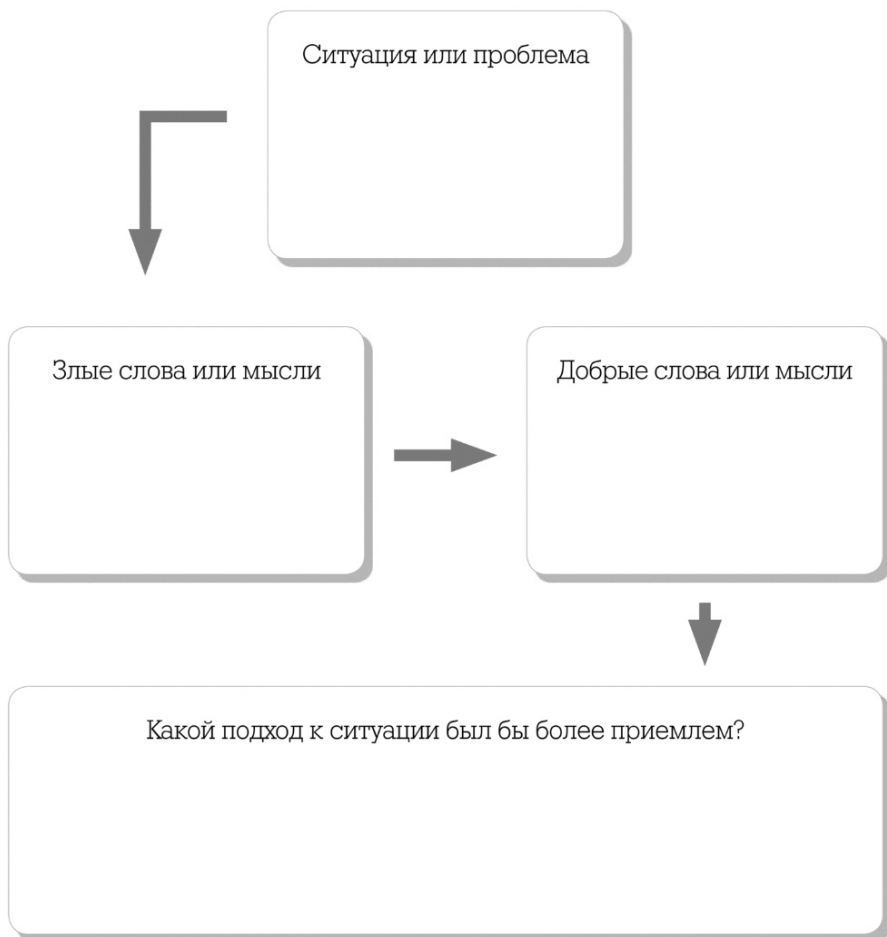 Ситуация или проблема
Злые слова или мысли
Добрые слова или мысли
Какой подход к ситуации был бы более приемлем?